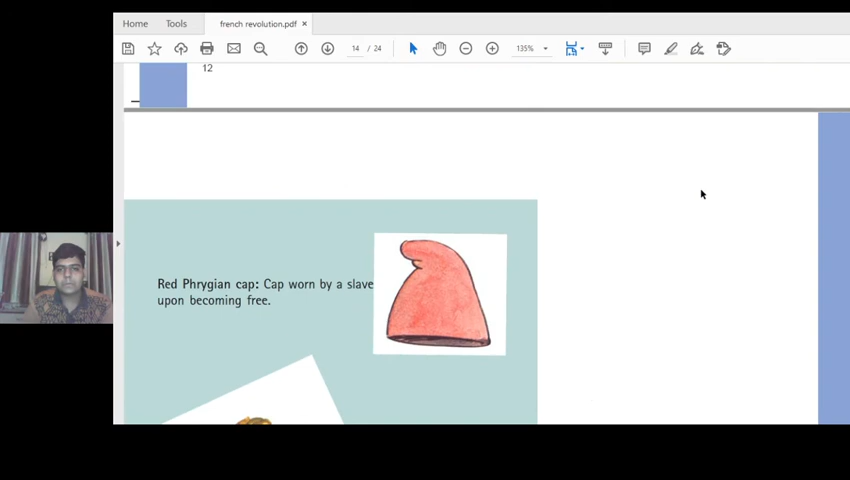 Home Tools french revolution.pdf ×
14 / 24 135%
12
Red Phrygian cap: Cap worn by a slave
upon becoming free.